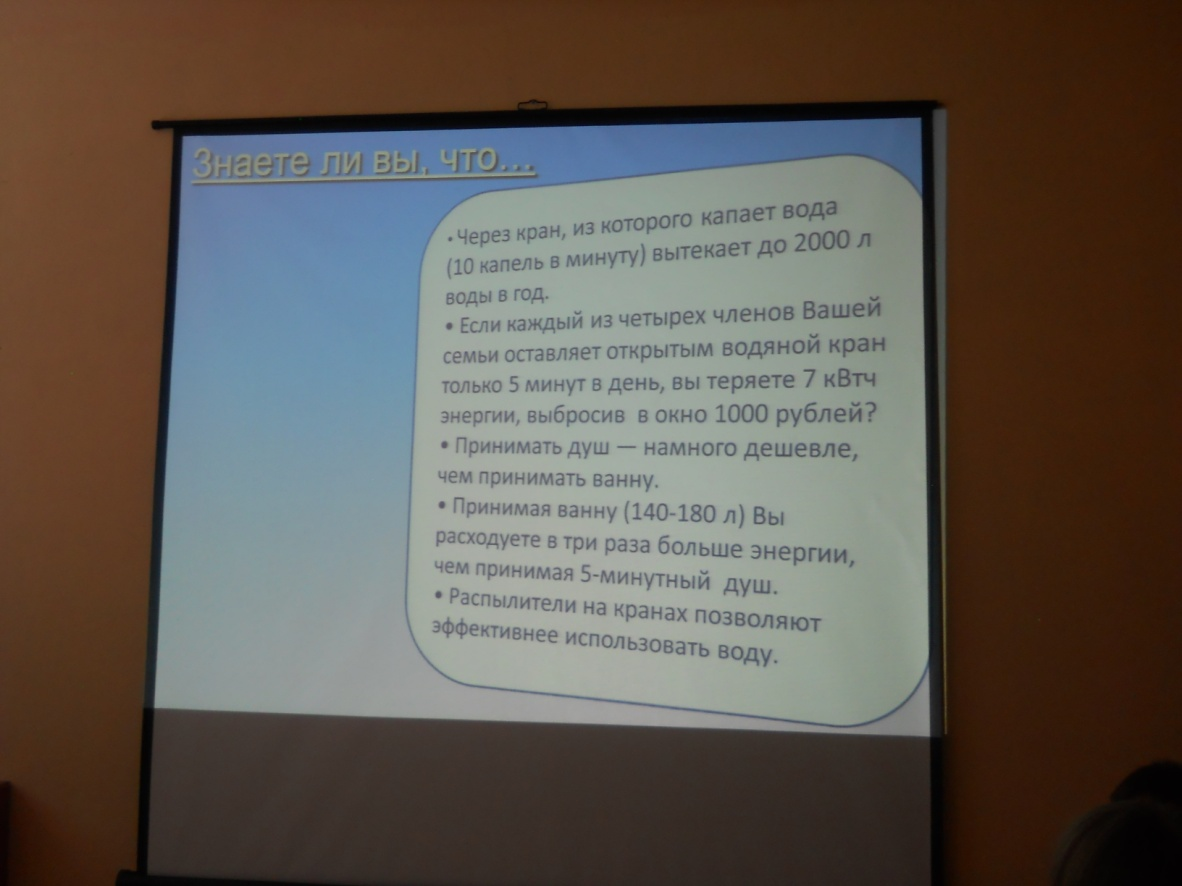 Знаете ли вы, что…
• Через кран, из которого капает вода
(10 капель в минуту) вытекает до 2000 л
воды в год.
• Если каждый из четырех членов Вашей
семьи оставляет открытым водяной кран
только 5 минут в день, вы теряете 7 кВтч
энергии, выбросив в окно 1000 рублей?
• Принимать душ — намного дешевле,
чем принимать ванну.
• Принимая ванну (140-180 л) Вы
расходуете в три раза больше энергии,
чем принимая 5-минутный душ.
• Распылители на кранах позволяют
эффективнее использовать воду.